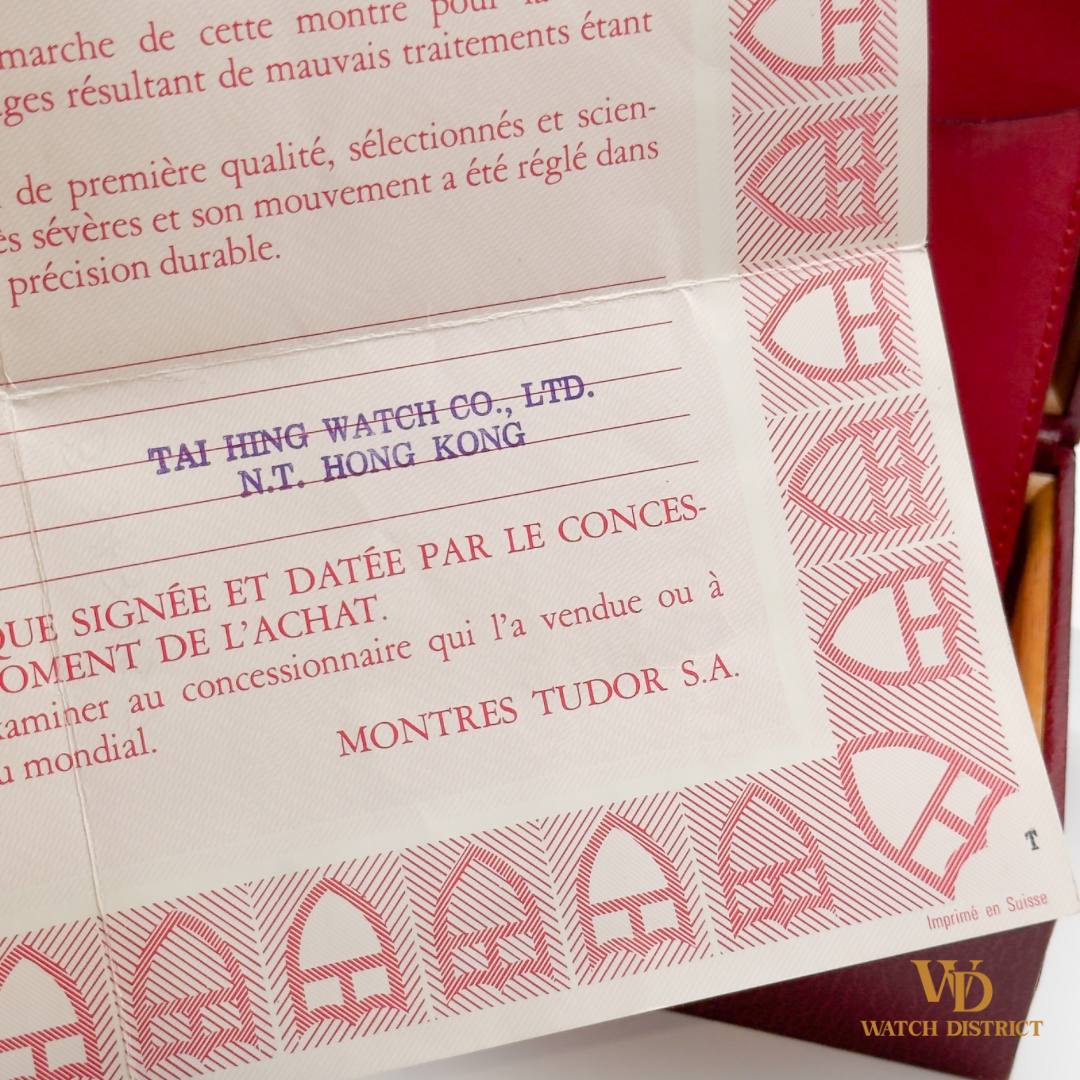 marche de cette montre pour
ges résultant de mauvais traitements étant
de première qualité, sélectionnés et scien-
sévères et son mouvement a été réglé dans
précision durable.
TAI HING WATCH CO., LTD.
N.T. HONG KONG
QUE SIGNÉE ET DATÉE PAR LE CONCES-
OMENT DE L'ACHAT.
xaminer au concessionnaire qui l'a vendue ou à
u mondial.
MONTRES TUDOR S.A.
T
Imprimé en Suisse
WD
WATCH DISTRICT